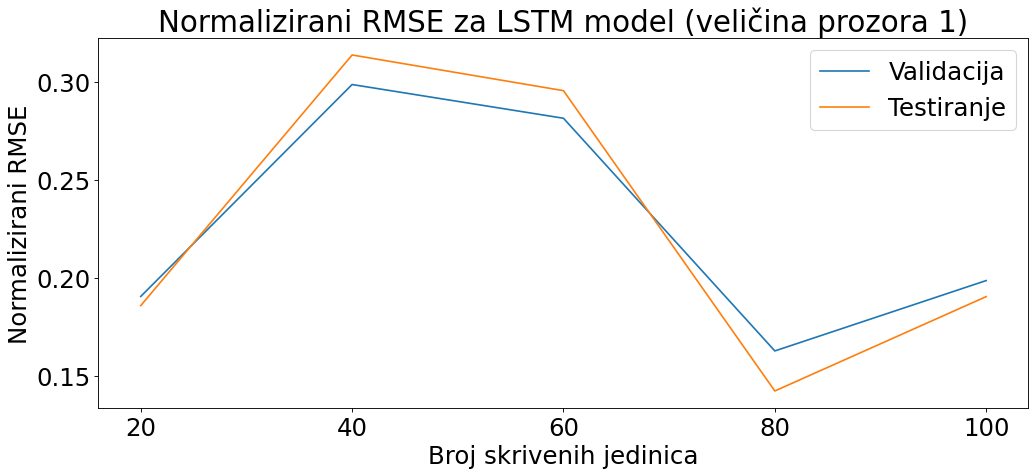 Normalizirani RMSE za LSTM model (veličina prozora 1)
Validacija
Testiranje
Normalizirani RMSE
0.30
0.25
0.20
0.15
20 40 60 80 100
Broj skrivenih jedinica